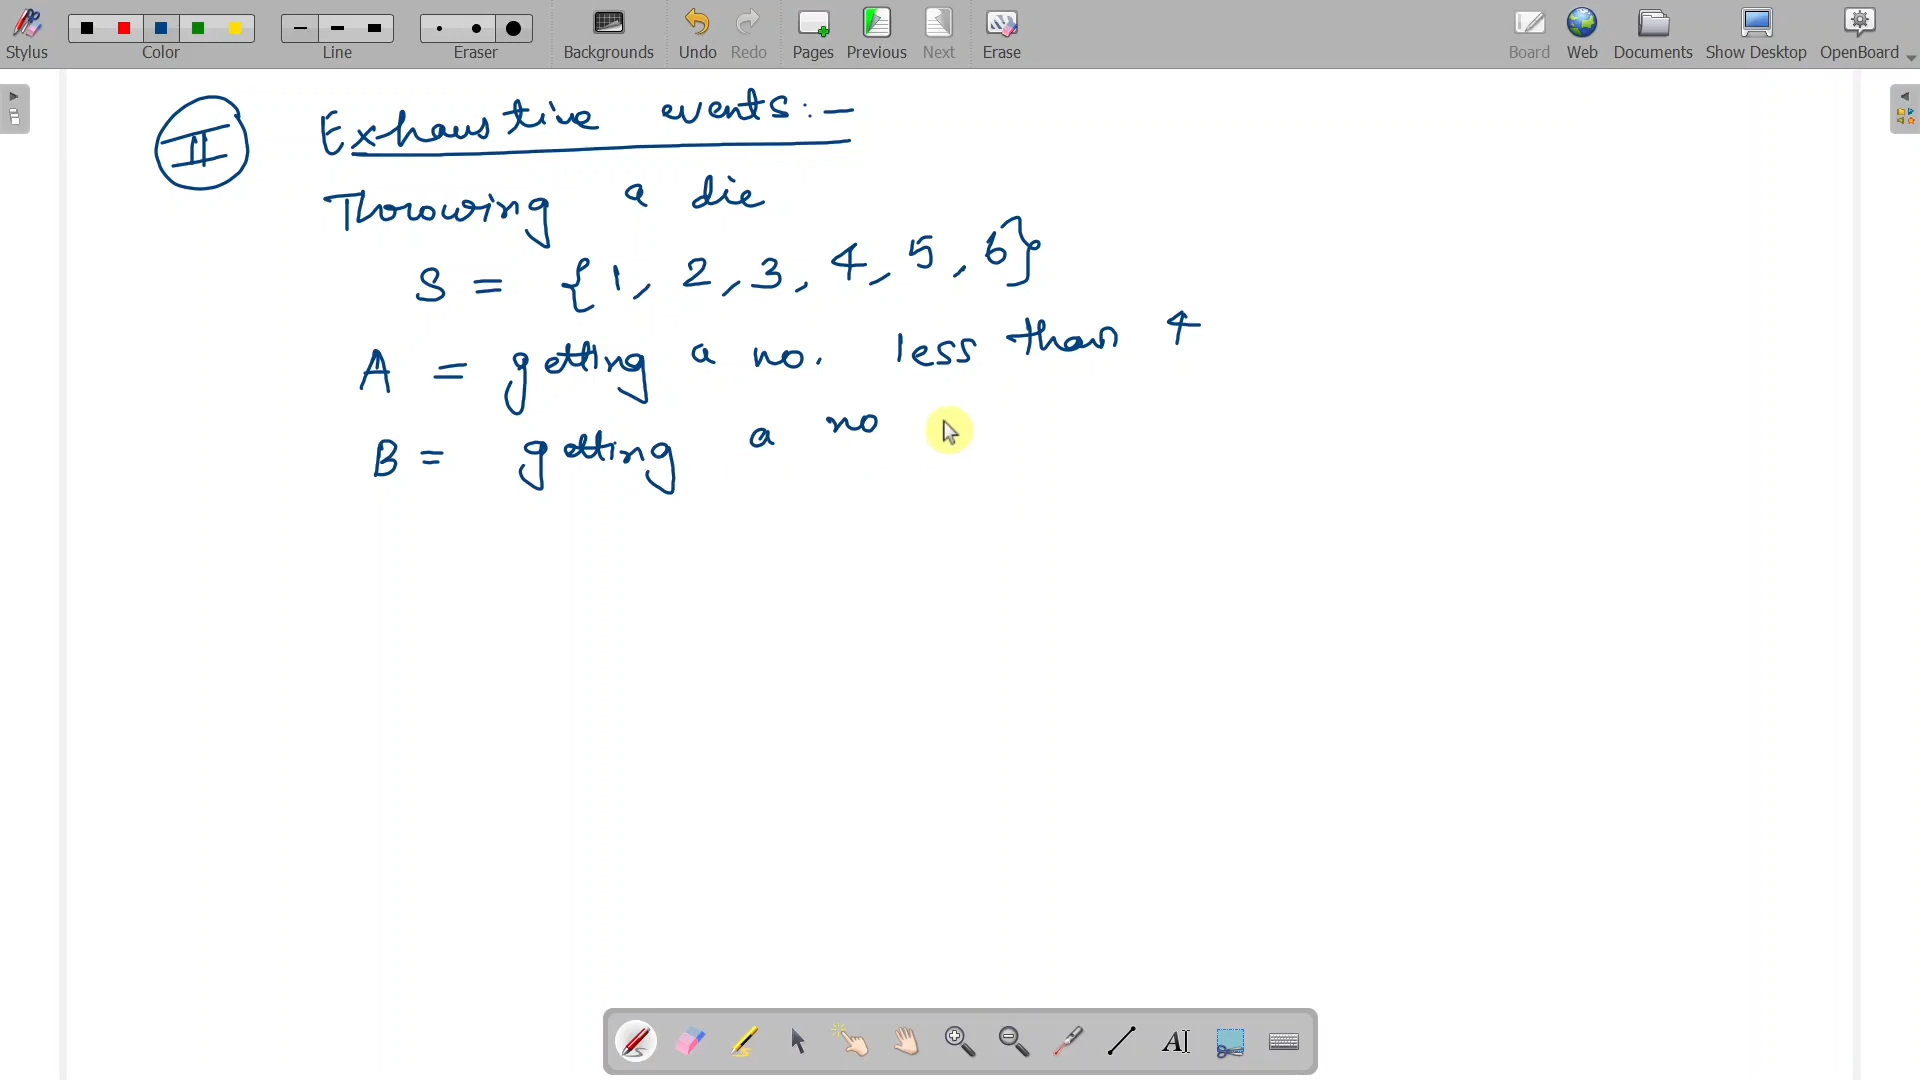 Stylus Color Line Eraser Backgrounds Undo Redo Pages Previous Next Erase Board Web Documents Show Desktop OpenBoard
II Exhaustive events:-
Throwing a die
S = {1, 2, 3, 4, 5, 6}
A = getting a no. less than 4
B = getting a no